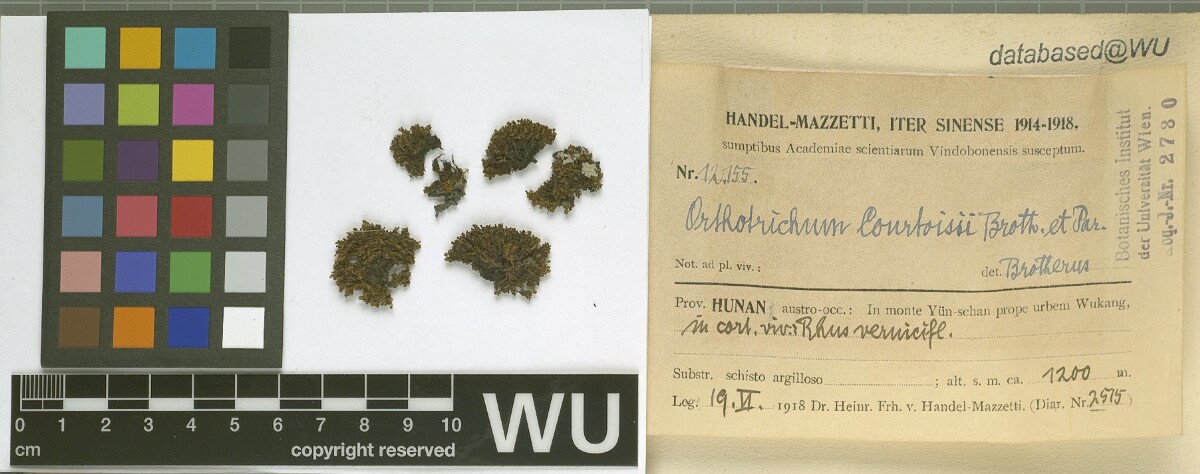 0 1 2 3 4 5 6 7 8 9 10
cm
copyright reserved
WU
databased@WU
HANDEL-MAZZETTI, ITER SINENSE 1914-1918.
sumptibus Academiae scientiarum Vindobonensis susceptum.
Nr. 12.155.
Orthotrichum Courtoisii Broth. et Par.
Not. ad pl. viv.: det. Brotherus
Prov. HUNAN austro-occ.: In monte Yün-schan prope urbem Wukang,
in cort. viv. Rhus vernicifl.
Substr. schisto argilloso ; alt. s. m. ca. 1200 m.
Log. 19. VI. 1918 Dr. Heinr. Frh. v. Handel-Mazzetti. (Diar. Nr. 2515)
Botanisches Institut
der Universität Wien.
J.-Nr. 2730